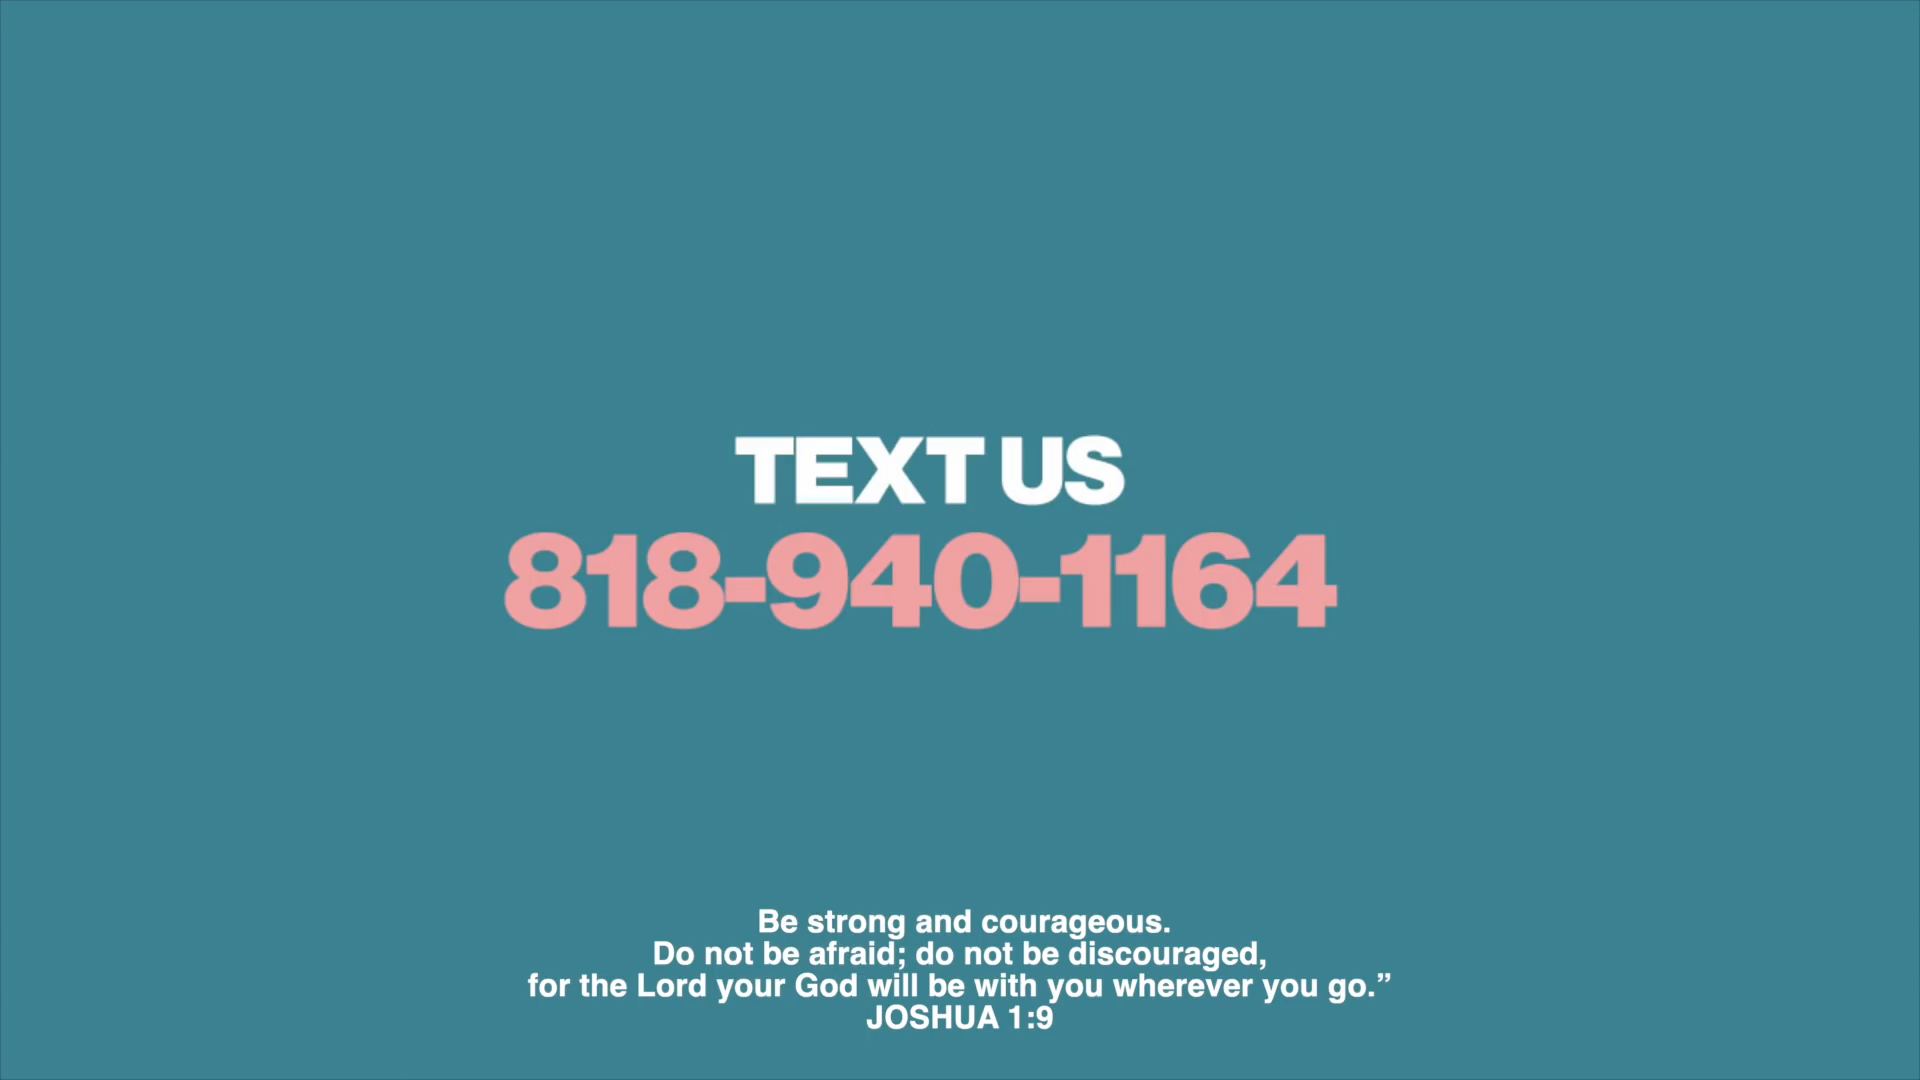 TEXT US
818-940-1164
Be strong and courageous.
Do not be afraid; do not be discouraged,
for the Lord your God will be with you wherever you go.”
JOSHUA 1:9